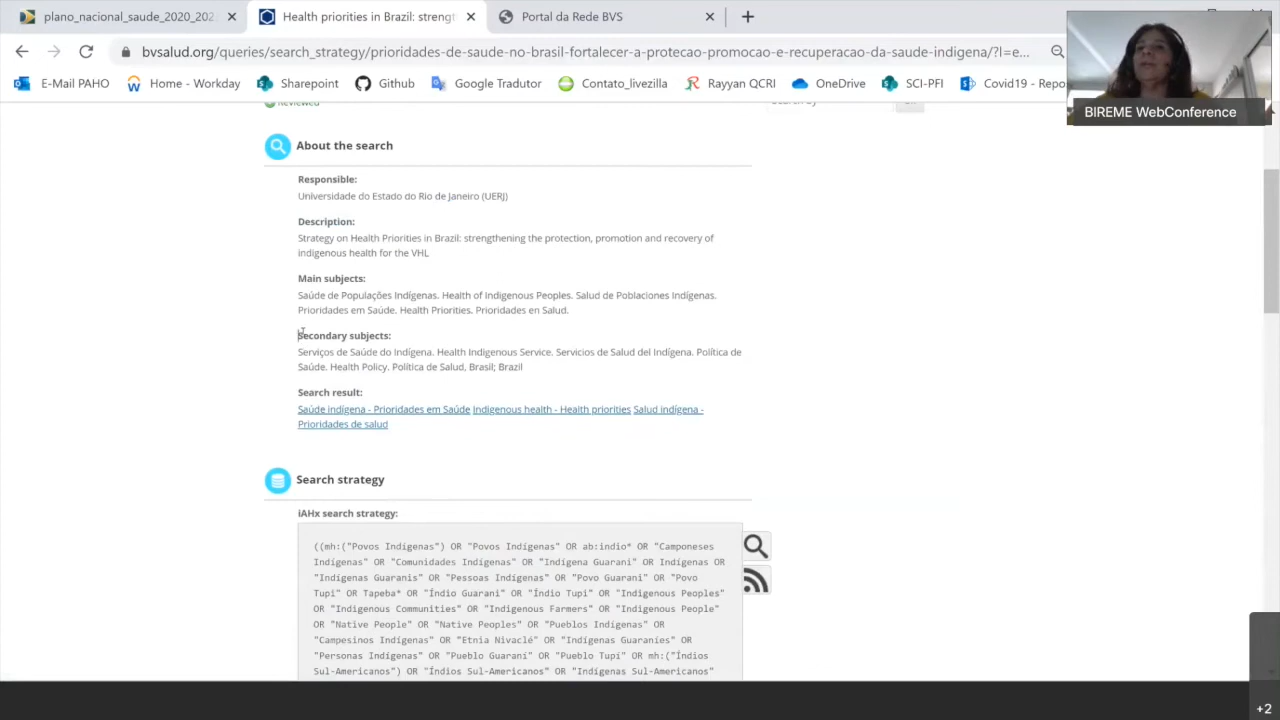 plano_nacional_saude_2020_202
Health priorities in Brazil: strengt
Portal da Rede BVS
bvsalud.org/queries/search_strategy/prioridades-de-saude-no-brasil-fortalecer-a-protecao-promocao-e-recuperacao-da-saude-indigena/?l=e...
E-Mail PAHO
Home - Workday
Sharepoint
Github
Google Tradutor
Contato_livezilla
Rayyan QCRI
OneDrive
SCI-PFI
Covid19 - Repo
BIREME WebConference
Reviewed
About the search
Responsible:
Universidade do Estado do Rio de Janeiro (UERJ)
Description:
Strategy on Health Priorities in Brazil: strengthening the protection, promotion and recovery of
indigenous health for the VHL
Main subjects:
Saúde de Populações Indígenas. Health of Indigenous Peoples. Salud de Poblaciones Indígenas.
Prioridades em Saúde. Health Priorities. Prioridades en Salud.
Secondary subjects:
Serviços de Saúde do Indígena. Health Indigenous Service. Servicios de Salud del Indígena. Política de
Saúde. Health Policy. Política de Salud, Brasil; Brazil
Search result:
Saúde indígena - Prioridades em Saúde Indigenous health - Health priorities Salud indígena -
Prioridades de salud
Search strategy
iAHx search strategy:
((mh:("Povos Indígenas") OR "Povos Indígenas" OR ab:indio* OR "Camponeses
Indígenas" OR "Comunidades Indígenas" OR "Indígena Guarani" OR Indígenas OR
"Indígenas Guaranis" OR "Pessoas Indígenas" OR "Povo Guarani" OR "Povo
Tupi" OR Tapeba* OR "Índio Guarani" OR "Índio Tupi" OR "Indigenous Peoples"
OR "Indigenous Communities" OR "Indigenous Farmers" OR "Indigenous People"
OR "Native People" OR "Native Peoples" OR "Pueblos Indígenas" OR
"Campesinos Indígenas" OR "Etnia Nivaclé" OR "Indígenas Guaraníes" OR
"Personas Indígenas" OR "Pueblo Guaraní" OR "Pueblo Tupí" OR mh:("Índios
Sul-Americanos") OR "Índios Sul-Americanos" OR "Indígenas Sul-Americanos"
+2